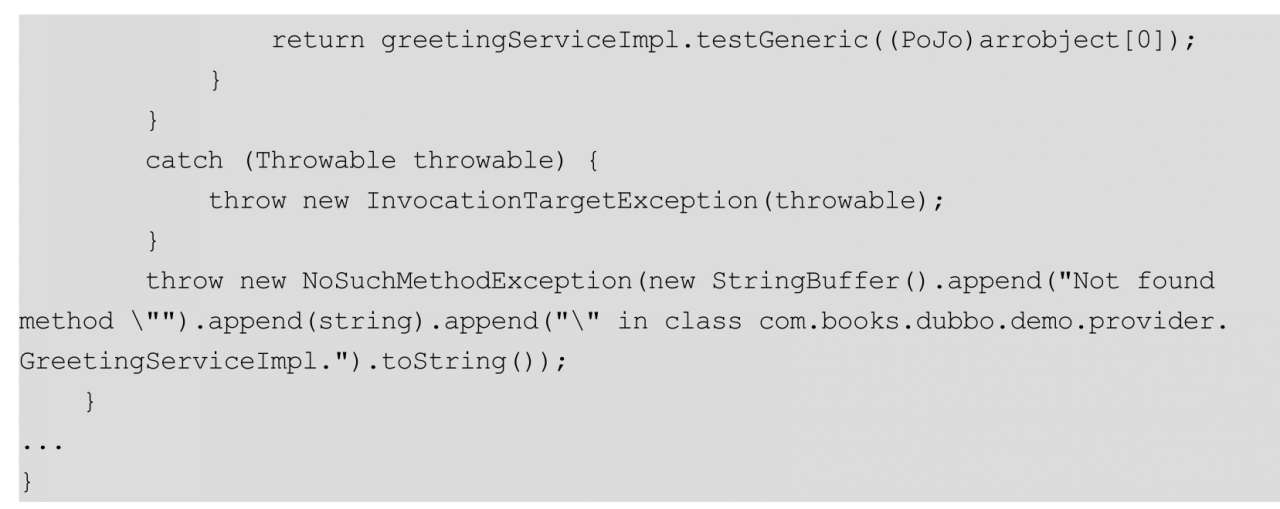 return greetingServiceImpl.testGeneric((PoJo)arrobject[0]);
}
}
catch (Throwable throwable) {
throw new InvocationTargetException(throwable);
}
throw new NoSuchMethodException(new StringBuffer().append("Not found
method \"").append(string).append("\" in class com.books.dubbo.demo.provider.
GreetingServiceImpl.").toString());
}
...
}